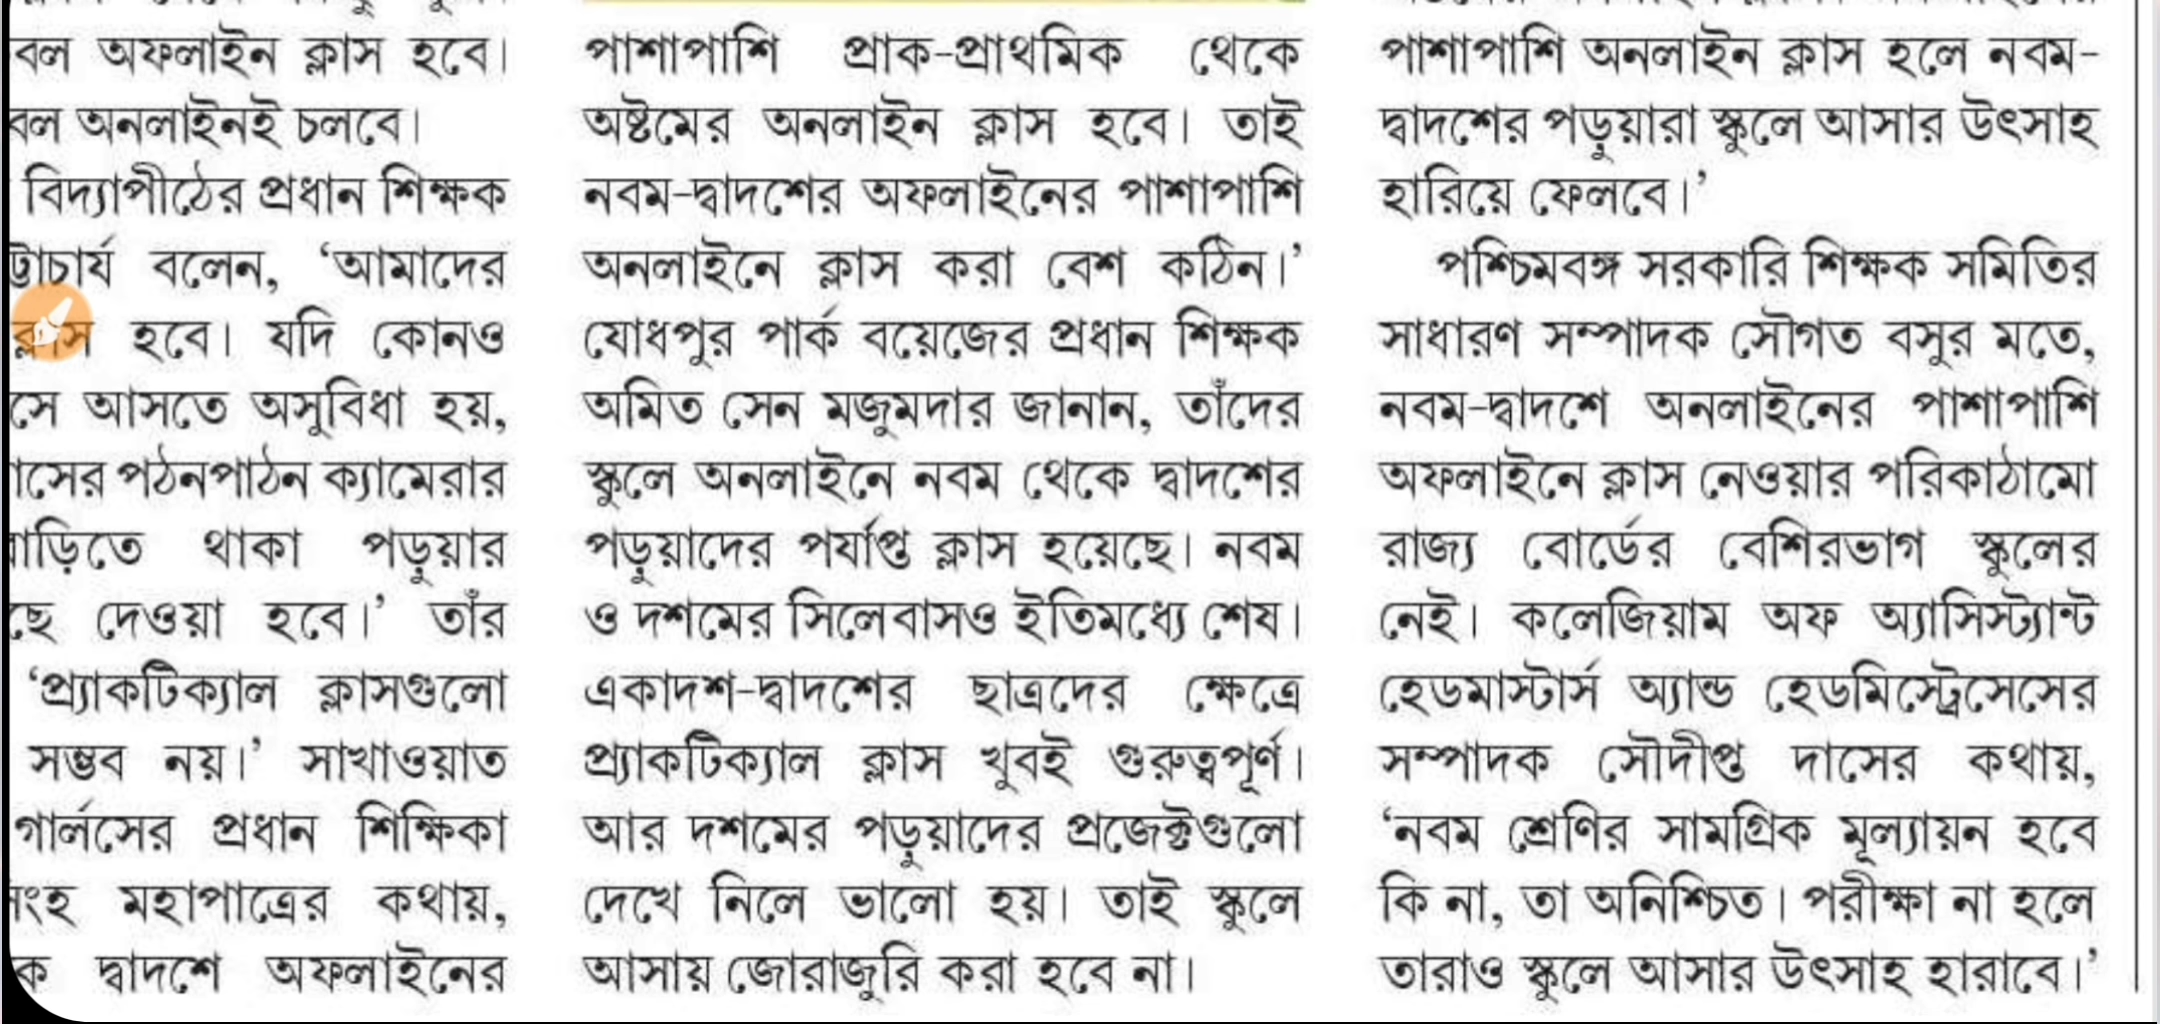 অফলাইন ক্লাস হবে।
অনলাইনই চলবে।
বিদ্যাপীঠের প্রধান শিক্ষক
বলেন, ‘আমাদের
হবে। যদি কোনও
আসতে অসুবিধা হয়,
পঠনপাঠন ক্যামেরার
থাকা পড়ুয়ার
দেওয়া হবে।’ তাঁর
‘প্র্যাকটিক্যাল ক্লাসগুলো
সম্ভব নয়।’ সাখাওয়াত
গার্লসের প্রধান শিক্ষিকা
মহাপাত্রের কথায়,
দ্বাদশে অফলাইনের
পাশাপাশি প্রাক-প্রাথমিক থেকে
অষ্টমের অনলাইন ক্লাস হবে। তাই
নবম-দ্বাদশের অফলাইনের পাশাপাশি
অনলাইনে ক্লাস করা বেশ কঠিন।’
যোধপুর পার্ক বয়েজের প্রধান শিক্ষক
অমিত সেন মজুমদার জানান, তাঁদের
স্কুলে অনলাইনে নবম থেকে দ্বাদশের
পড়ুয়াদের পর্যাপ্ত ক্লাস হয়েছে। নবম
ও দশমের সিলেবাসও ইতিমধ্যে শেষ।
একাদশ-দ্বাদশের ছাত্রদের ক্ষেত্রে
প্র্যাকটিক্যাল ক্লাস খুবই গুরুত্বপূর্ণ।
আর দশমের পড়ুয়াদের প্রজেক্টগুলো
দেখে নিলে ভালো হয়। তাই স্কুলে
আসায় জোরাজুরি করা হবে না।
পাশাপাশি অনলাইন ক্লাস হলে নবম-
দ্বাদশের পড়ুয়ারা স্কুলে আসার উৎসাহ
হারিয়ে ফেলবে।’
পশ্চিমবঙ্গ সরকারি শিক্ষক সমিতির
সাধারণ সম্পাদক সৌগত বসুর মতে,
নবম-দ্বাদশে অনলাইনের পাশাপাশি
অফলাইনে ক্লাস নেওয়ার পরিকাঠামো
রাজ্য বোর্ডের বেশিরভাগ স্কুলের
নেই। কলেজিয়াম অফ অ্যাসিস্ট্যান্ট
হেডমাস্টার্স অ্যান্ড হেডমিস্ট্রেসেসের
সম্পাদক সৌদীপ্ত দাসের কথায়,
‘নবম শ্রেণির সামগ্রিক মূল্যায়ন হবে
কি না, তা অনিশ্চিত। পরীক্ষা না হলে
তারাও স্কুলে আসার উৎসাহ হারাবে।’